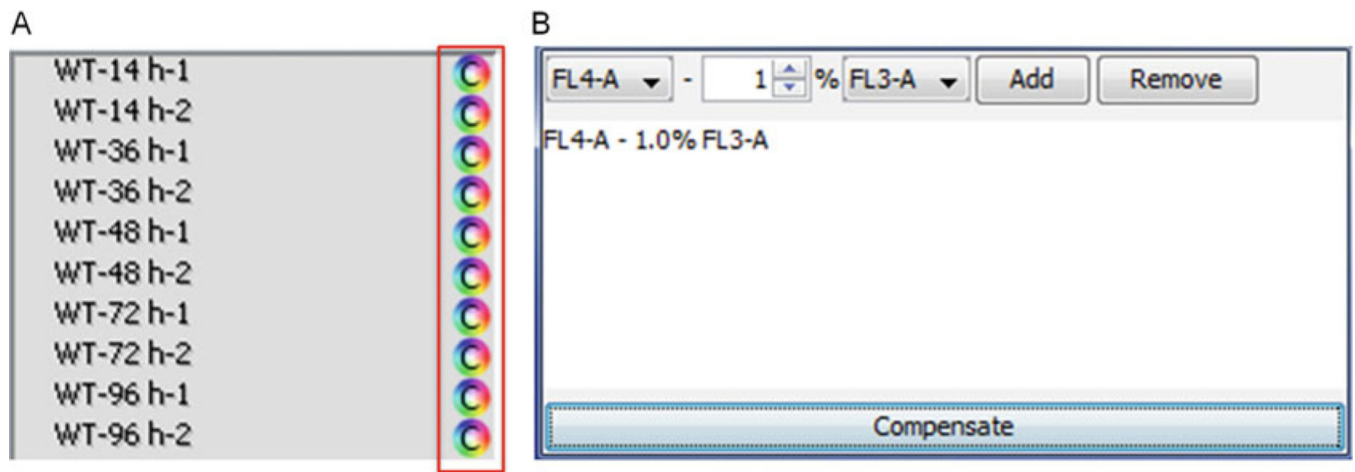 A
WT-14 h-1 C
WT-14 h-2 C
WT-36 h-1 C
WT-36 h-2 C
WT-48 h-1 C
WT-48 h-2 C
WT-72 h-1 C
WT-72 h-2 C
WT-96 h-1 C
WT-96 h-2 C
B
FL4-A - 1 % FL3-A Add Remove
FL4-A - 1.0% FL3-A
Compensate